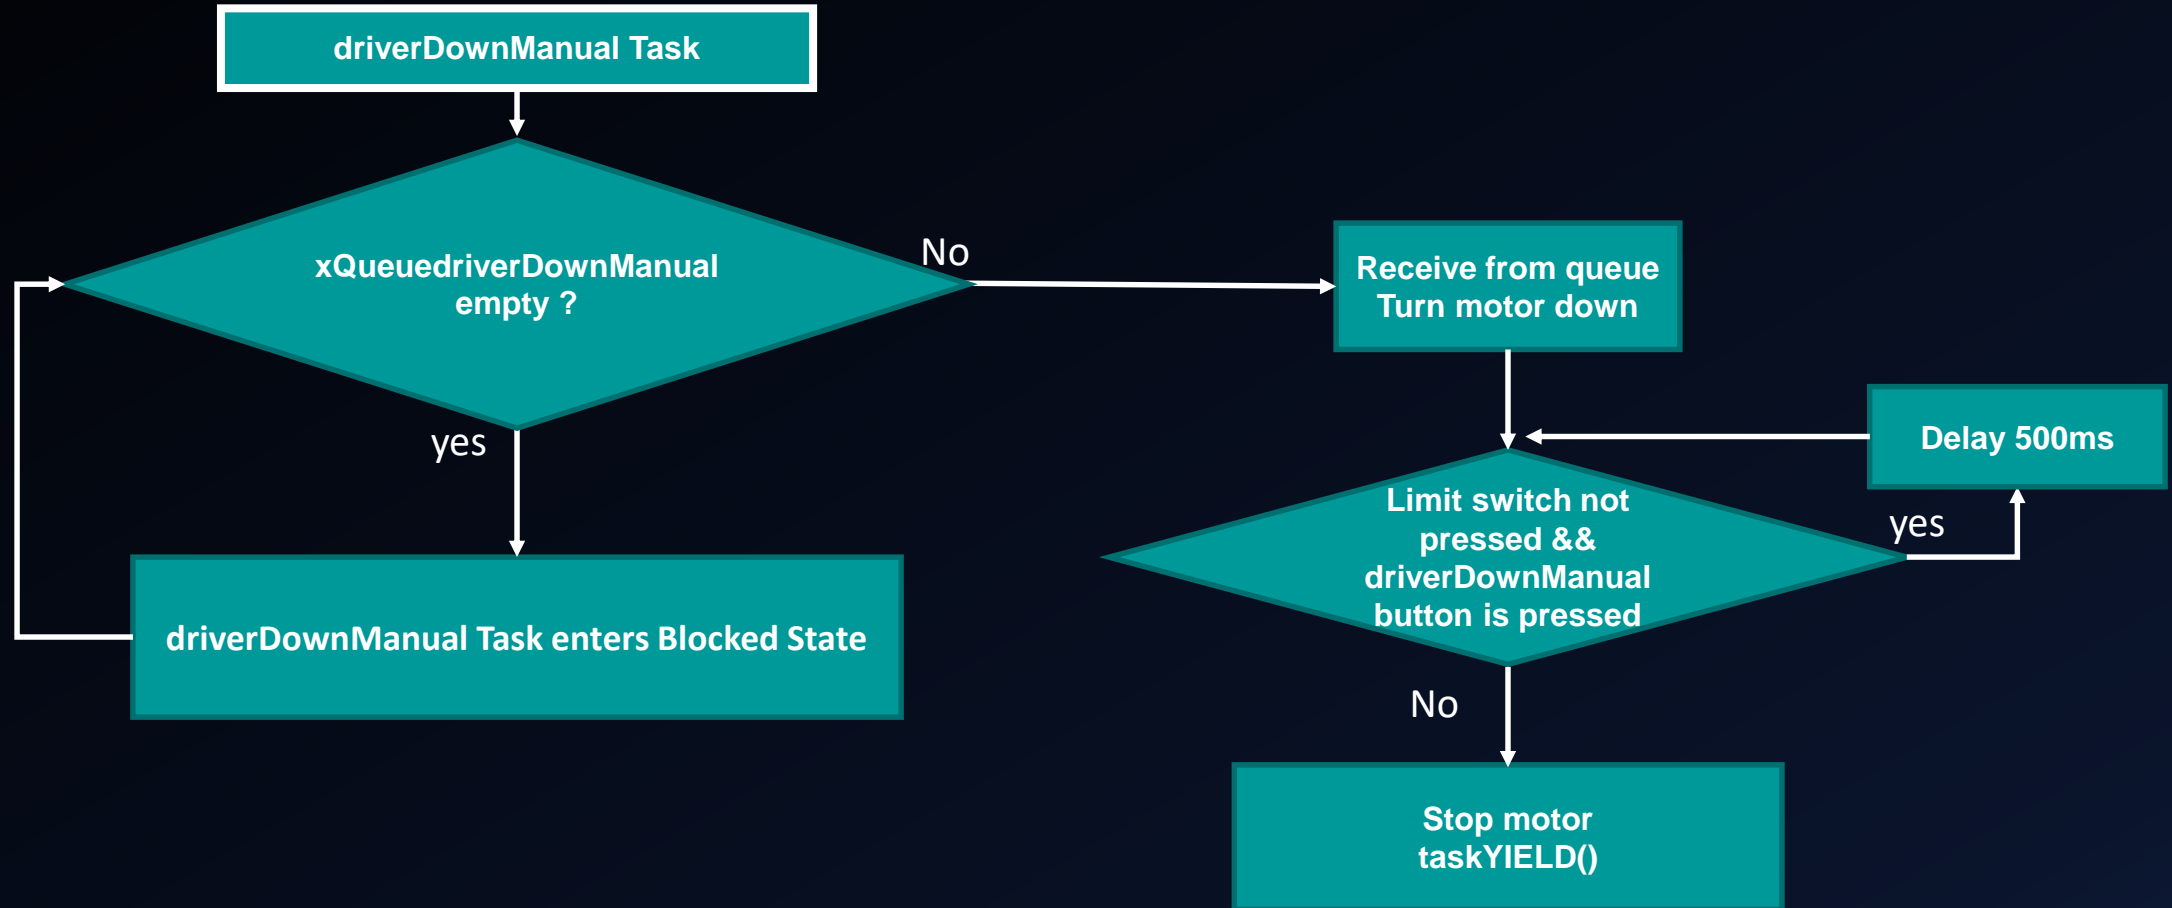 driverDownManual Task
xQueuedriverDownManual
empty ?
No
yes
driverDownManual Task enters Blocked State
Receive from queue
Turn motor down
Delay 500ms
Limit switch not
pressed &&
driverDownManual
button is pressed
yes
No
Stop motor
taskYIELD()